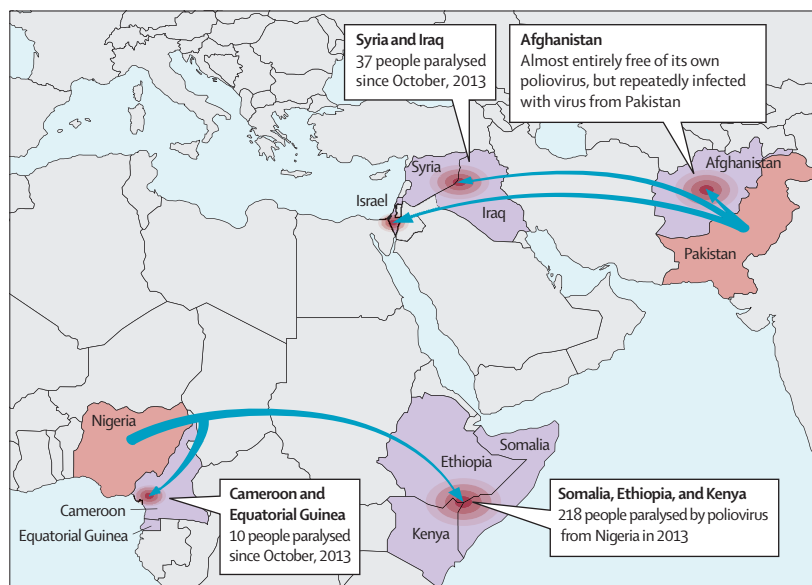 Syria and Iraq
37 people paralysed
since October, 2013
Afghanistan
Almost entirely free of its own
poliovirus, but repeatedly infected
with virus from Pakistan
Syria
Afghanistan
Israel
Iraq
Pakistan
Nigeria
Somalia
Ethiopia
Cameroon
Equatorial Guinea
Cameroon and
Equatorial Guinea
10 people paralysed
since October, 2013
Kenya
Somalia, Ethiopia, and Kenya
218 people paralysed by poliovirus
from Nigeria in 2013